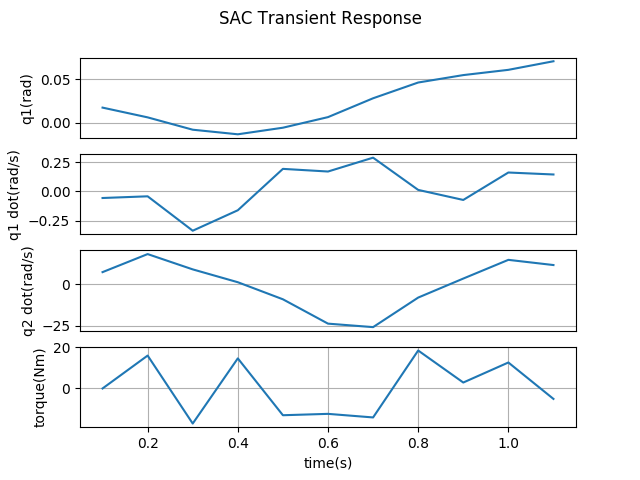 SAC Transient Response
q1(rad)
0.05
0.00
q1 dot(rad/s)
0.25
0.00
−0.25
q2 dot(rad/s)
0
−25
torque(Nm)
20
0
0.2 0.4 0.6 0.8 1.0
time(s)